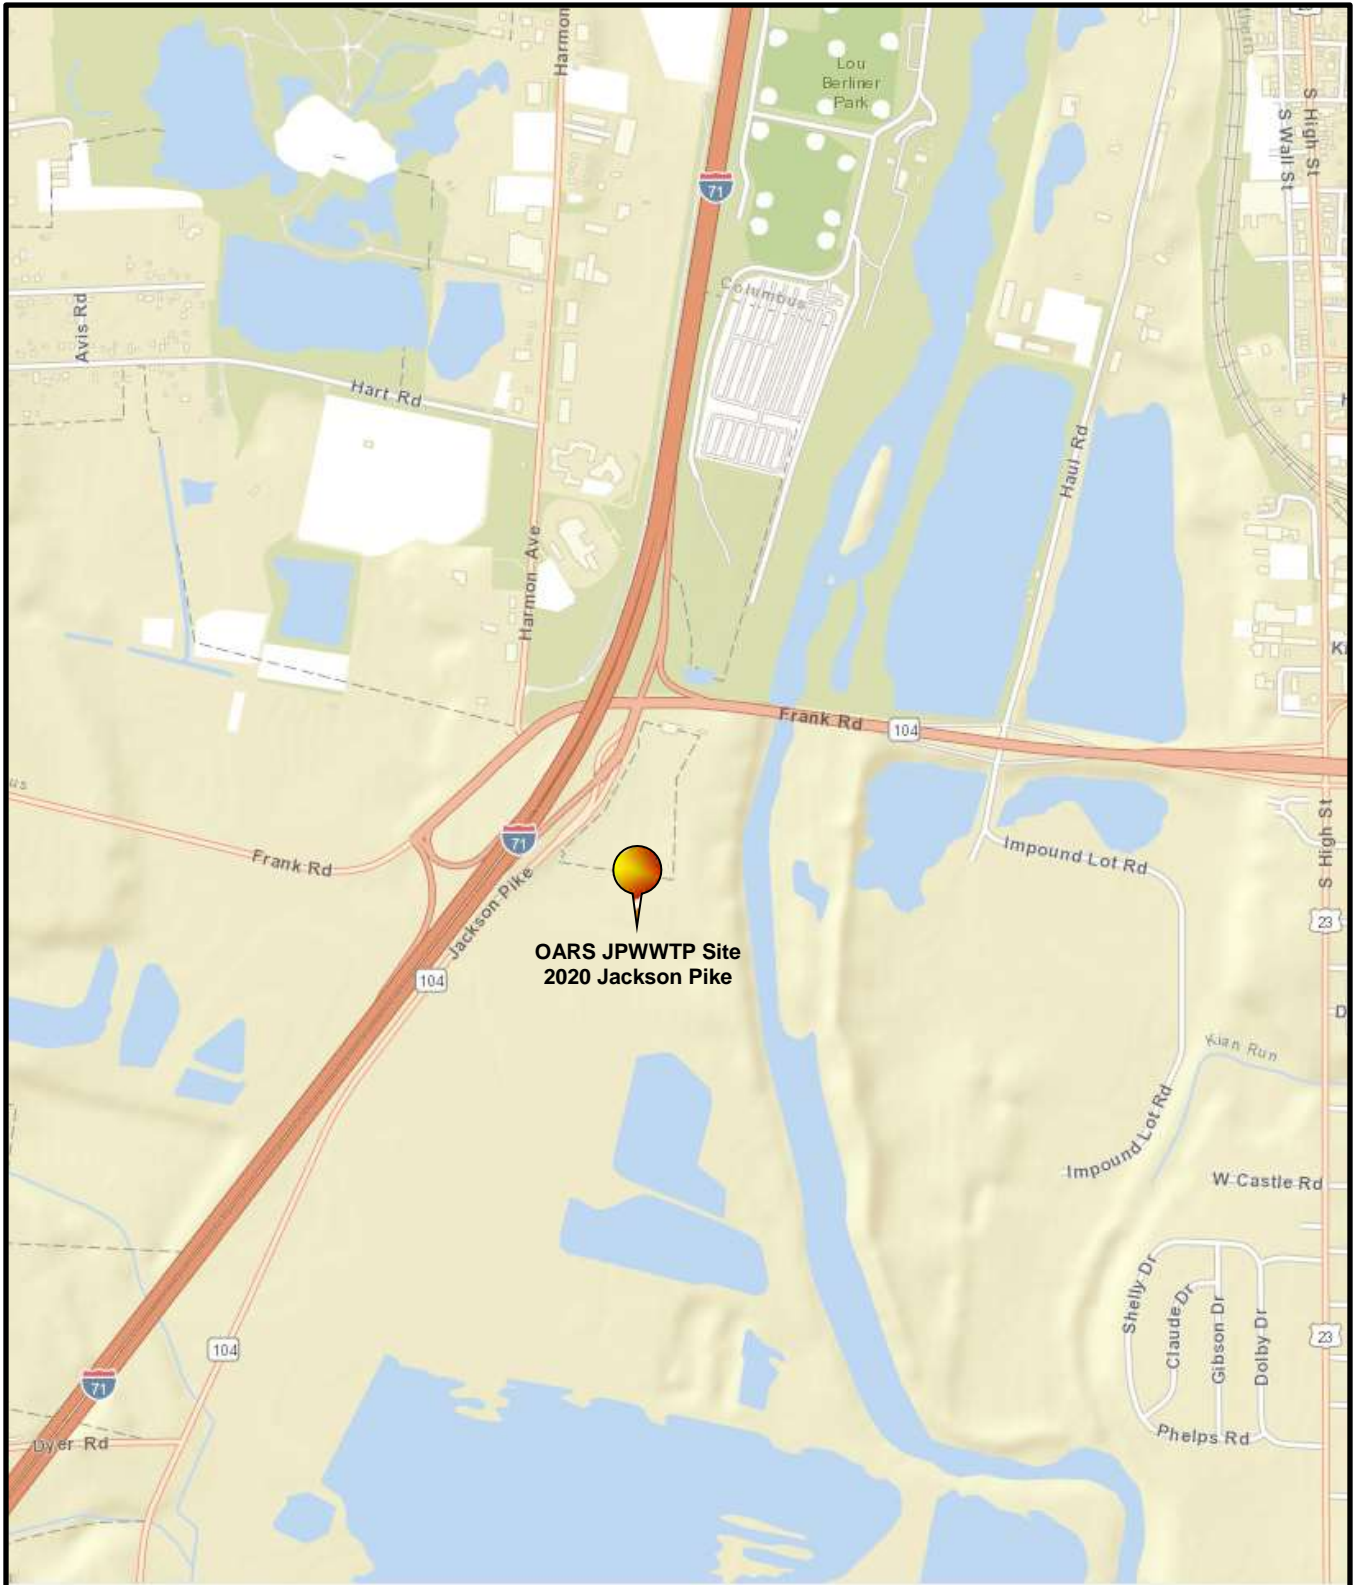 Harmon
Lou
Berliner
Park
S High St
S Wall St
71
Columbus
Avis Rd
Hart Rd
Haul Rd
Harmon Ave
Frank Rd
104
us
71
Frank Rd
Impound Lot Rd
S High St
Jackson Pike
23
OARS JPWWTP Site
2020 Jackson Pike
104
Kian Run
Impound Lot Rd
W Castle Rd
Shelly Dr
Claude Dr
Gibson Dr
Dolby Dr
104
23
71
Dyer Rd
Phelps Rd